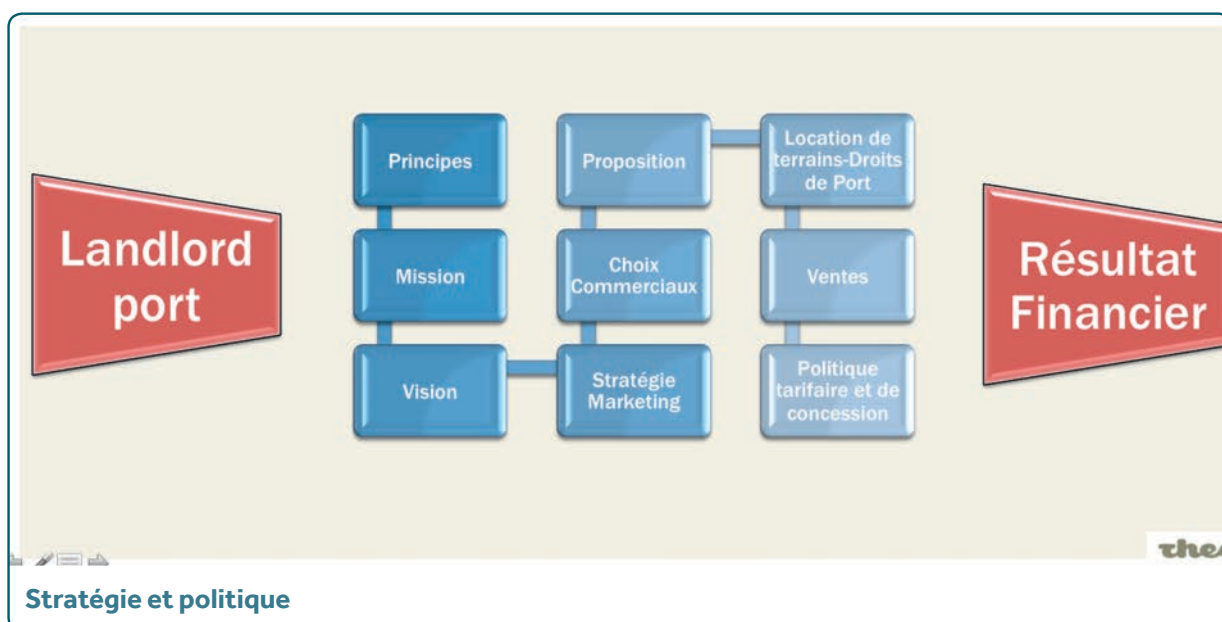 Landlord
port
Principes
Mission
Vision
Stratégie
Marketing
Choix
Commerciaux
Proposition
Location de
terrains-Droits
de Port
Ventes
Politique
tarifaire et de
concession
Résultat
Financier
Stratégie et politique